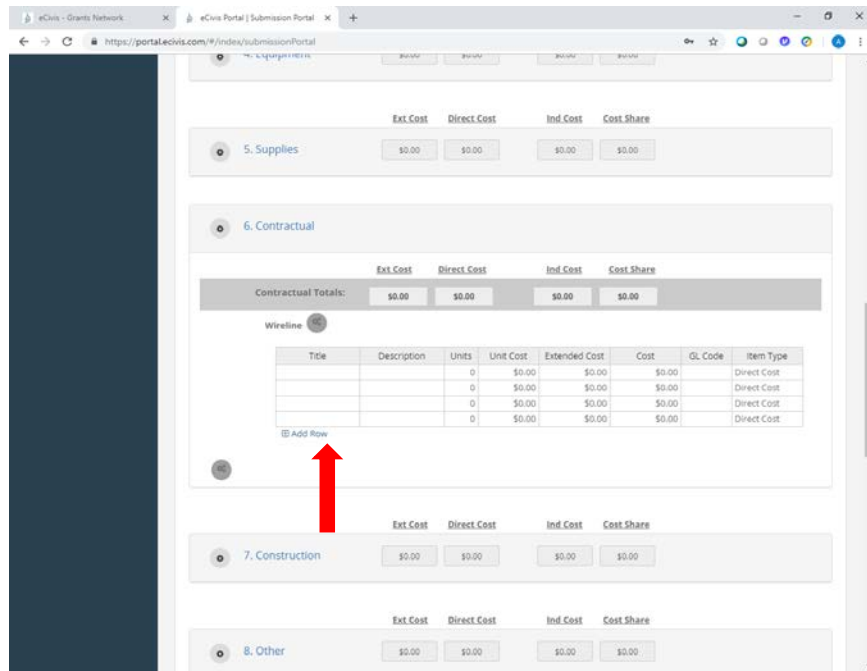 eCivis - Grants Network
eCivis Portal | Submission Portal
https://portal.ecivis.com/#/index/submissionPortal
4. Equipment $0.00 $0.00 $0.00 $0.00
Ext Cost Direct Cost Ind Cost Cost Share
5. Supplies $0.00 $0.00 $0.00 $0.00
6. Contractual
Ext Cost Direct Cost Ind Cost Cost Share
Contractual Totals: $0.00 $0.00 $0.00 $0.00
Wireline
Title Description Units Unit Cost Extended Cost Cost GL Code Item Type
0 $0.00 $0.00 $0.00 Direct Cost
0 $0.00 $0.00 $0.00 Direct Cost
0 $0.00 $0.00 $0.00 Direct Cost
0 $0.00 $0.00 $0.00 Direct Cost
Add Row
Ext Cost Direct Cost Ind Cost Cost Share
7. Construction $0.00 $0.00 $0.00 $0.00
Ext Cost Direct Cost Ind Cost Cost Share
8. Other $0.00 $0.00 $0.00 $0.00